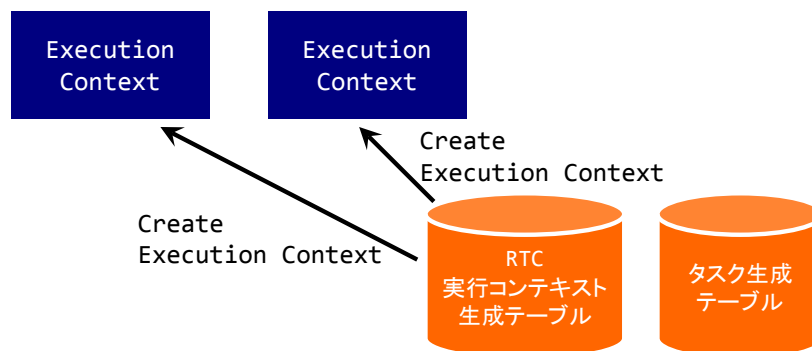 Execution
Context
Execution
Context
Create
Execution Context
Create
Execution Context
RTC
実行コンテキスト
生成テーブル
タスク生成
テーブル